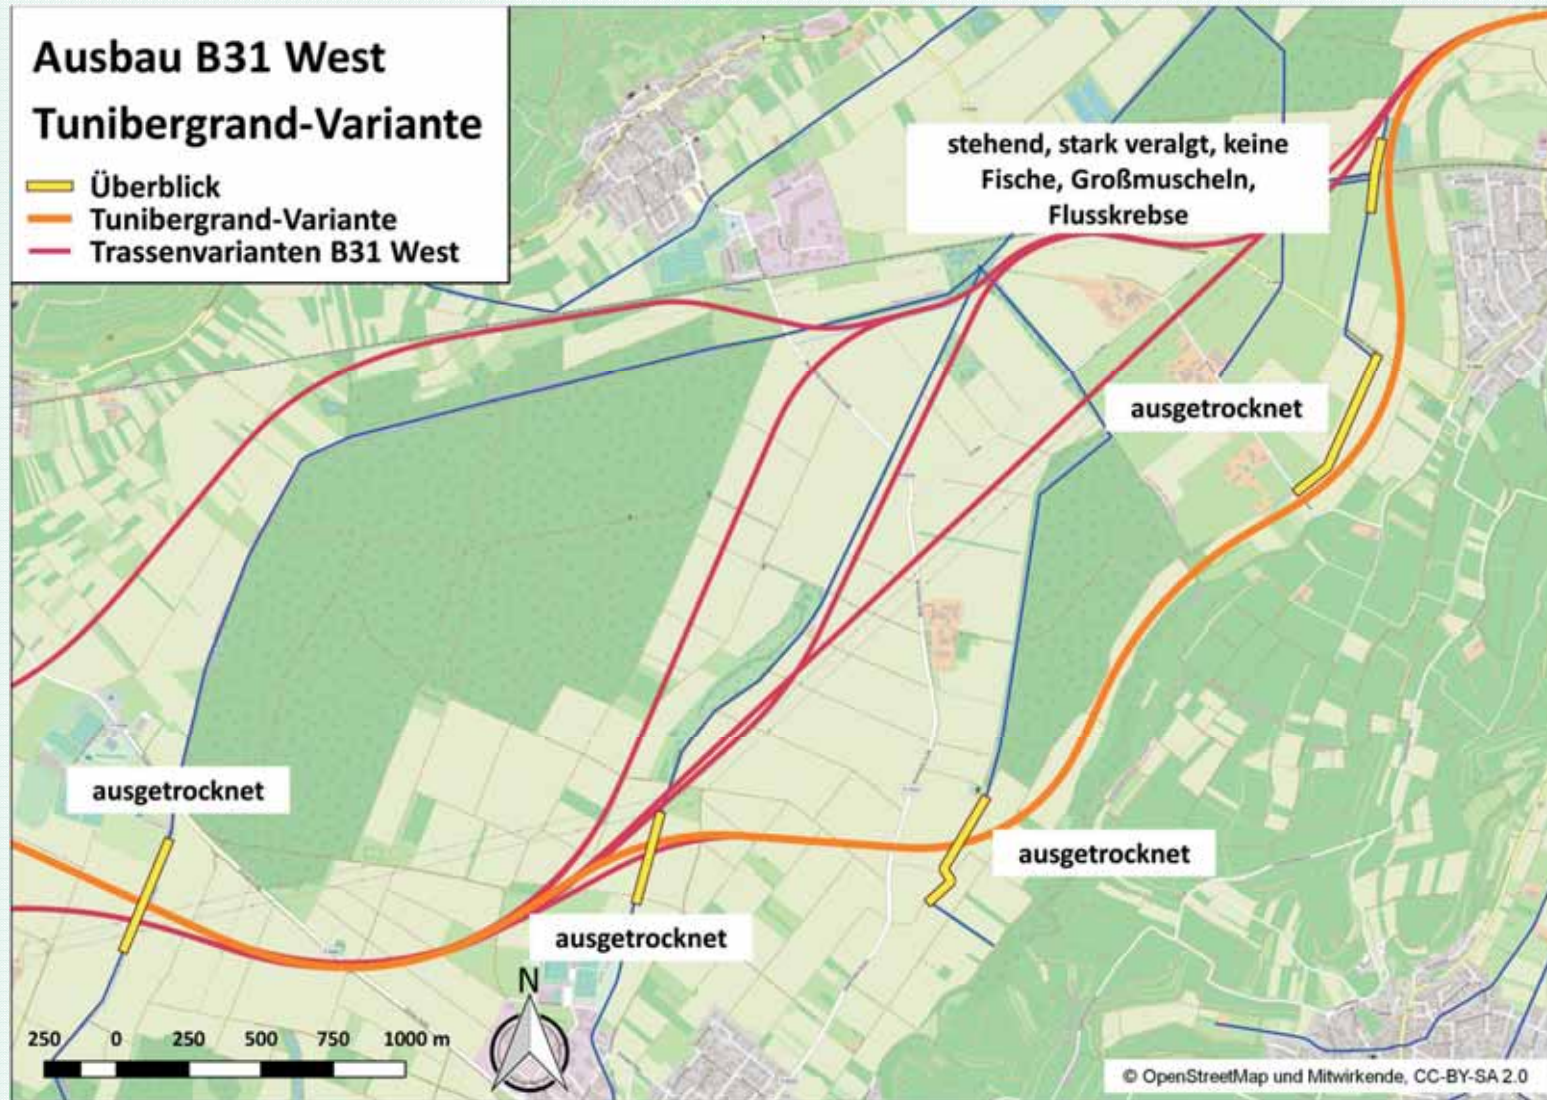 Ausbau B31 West
Tunibergrand-Variante
Überblick
Tunibergrand-Variante
Trassenvarianten B31 West
stehend, stark veralgt, keine
Fische, Großmuscheln,
Flusskrebse
ausgetrocknet
ausgetrocknet
ausgetrocknet
ausgetrocknet
N
250 0 250 500 750 1000 m
© OpenStreetMap und Mitwirkende, CC-BY-SA 2.0